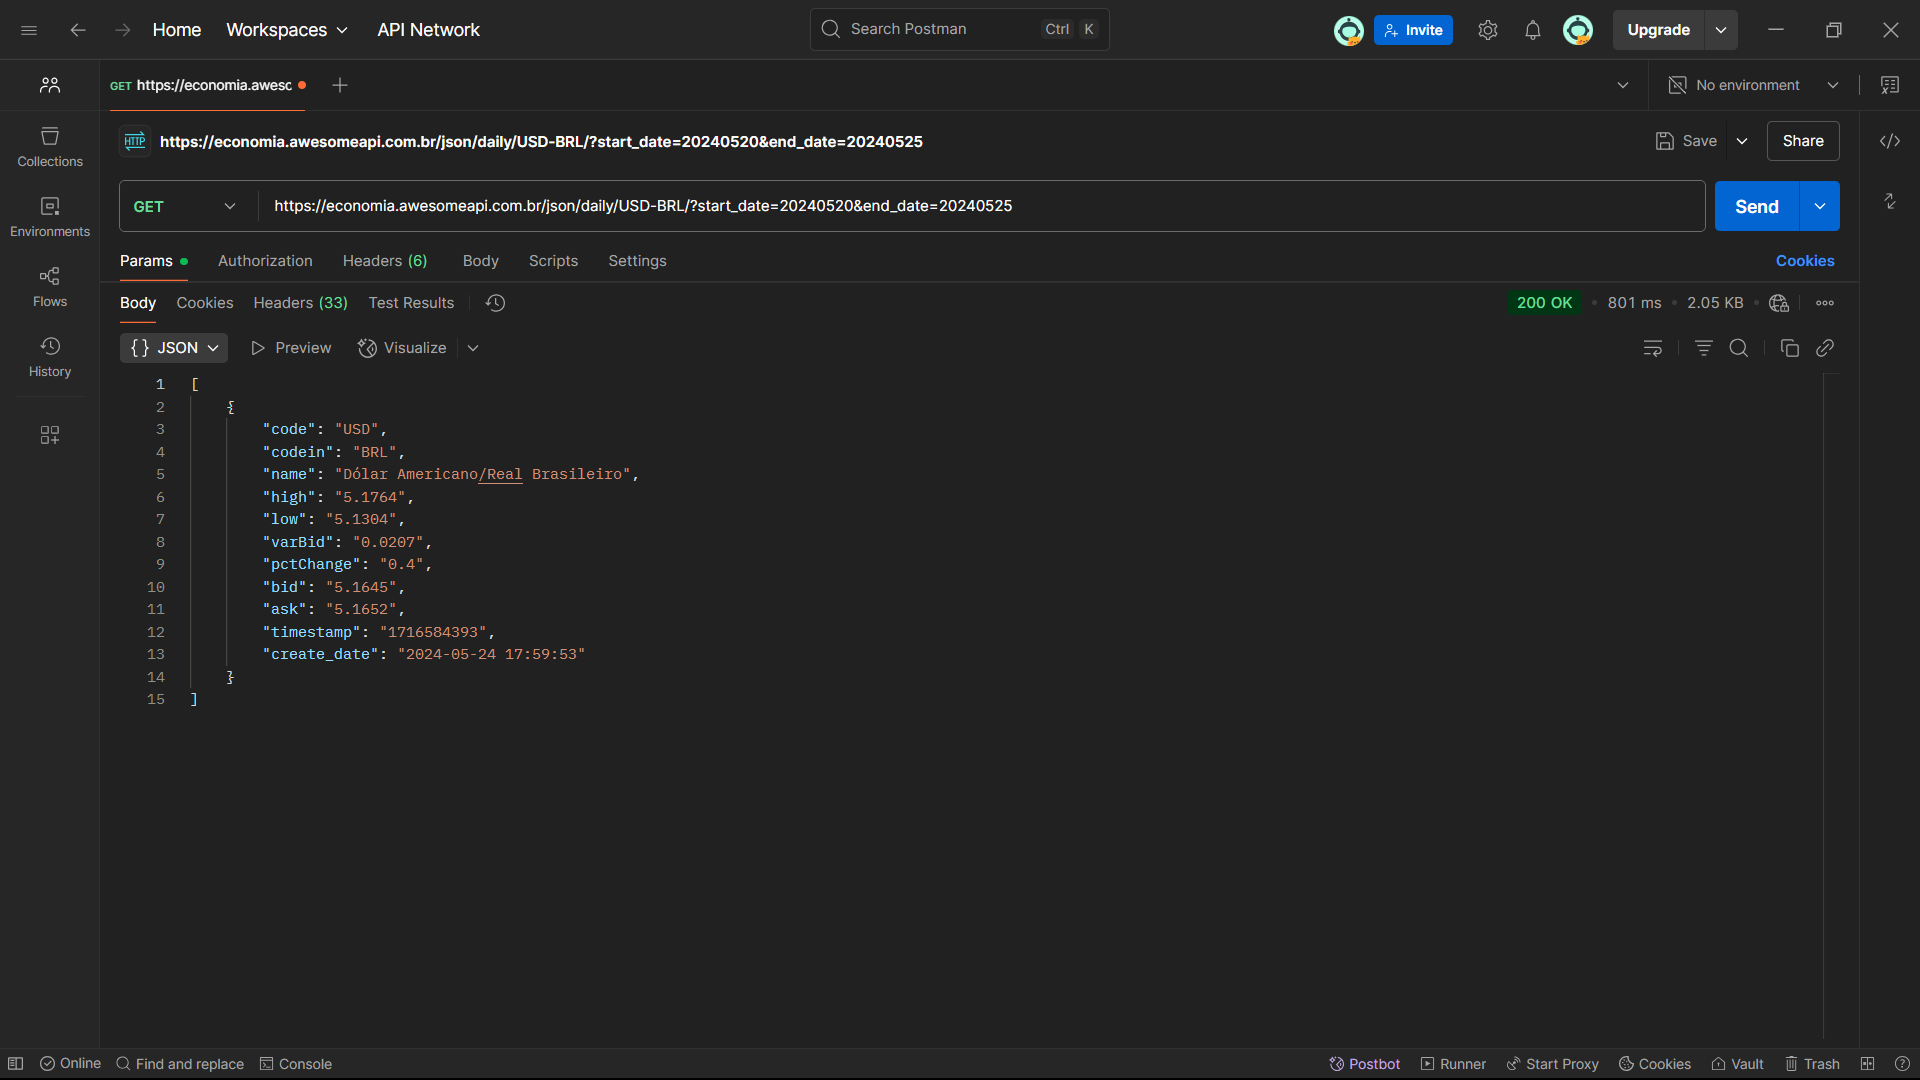 Home Workspaces API Network Search Postman Ctrl K Invite Upgrade
GET https://economia.awesc No environment
HTTP https://economia.awesomeapi.com.br/json/daily/USD-BRL/?start_date=20240520&end_date=20240525 Save Share
Collections
Environments
Flows
History
GET https://economia.awesomeapi.com.br/json/daily/USD-BRL/?start_date=20240520&end_date=20240525 Send
Params Authorization Headers (6) Body Scripts Settings Cookies
Body Cookies Headers (33) Test Results 200 OK 801 ms 2.05 KB
{} JSON Preview Visualize
1 [
2 {
3 "code": "USD",
4 "codein": "BRL",
5 "name": "Dólar Americano/Real Brasileiro",
6 "high": "5.1764",
7 "low": "5.1304",
8 "varBid": "0.0207",
9 "pctChange": "0.4",
10 "bid": "5.1645",
11 "ask": "5.1652",
12 "timestamp": "1716584393",
13 "create_date": "2024-05-24 17:59:53"
14 }
15 ]
Online Find and replace Console Postbot Runner Start Proxy Cookies Vault Trash